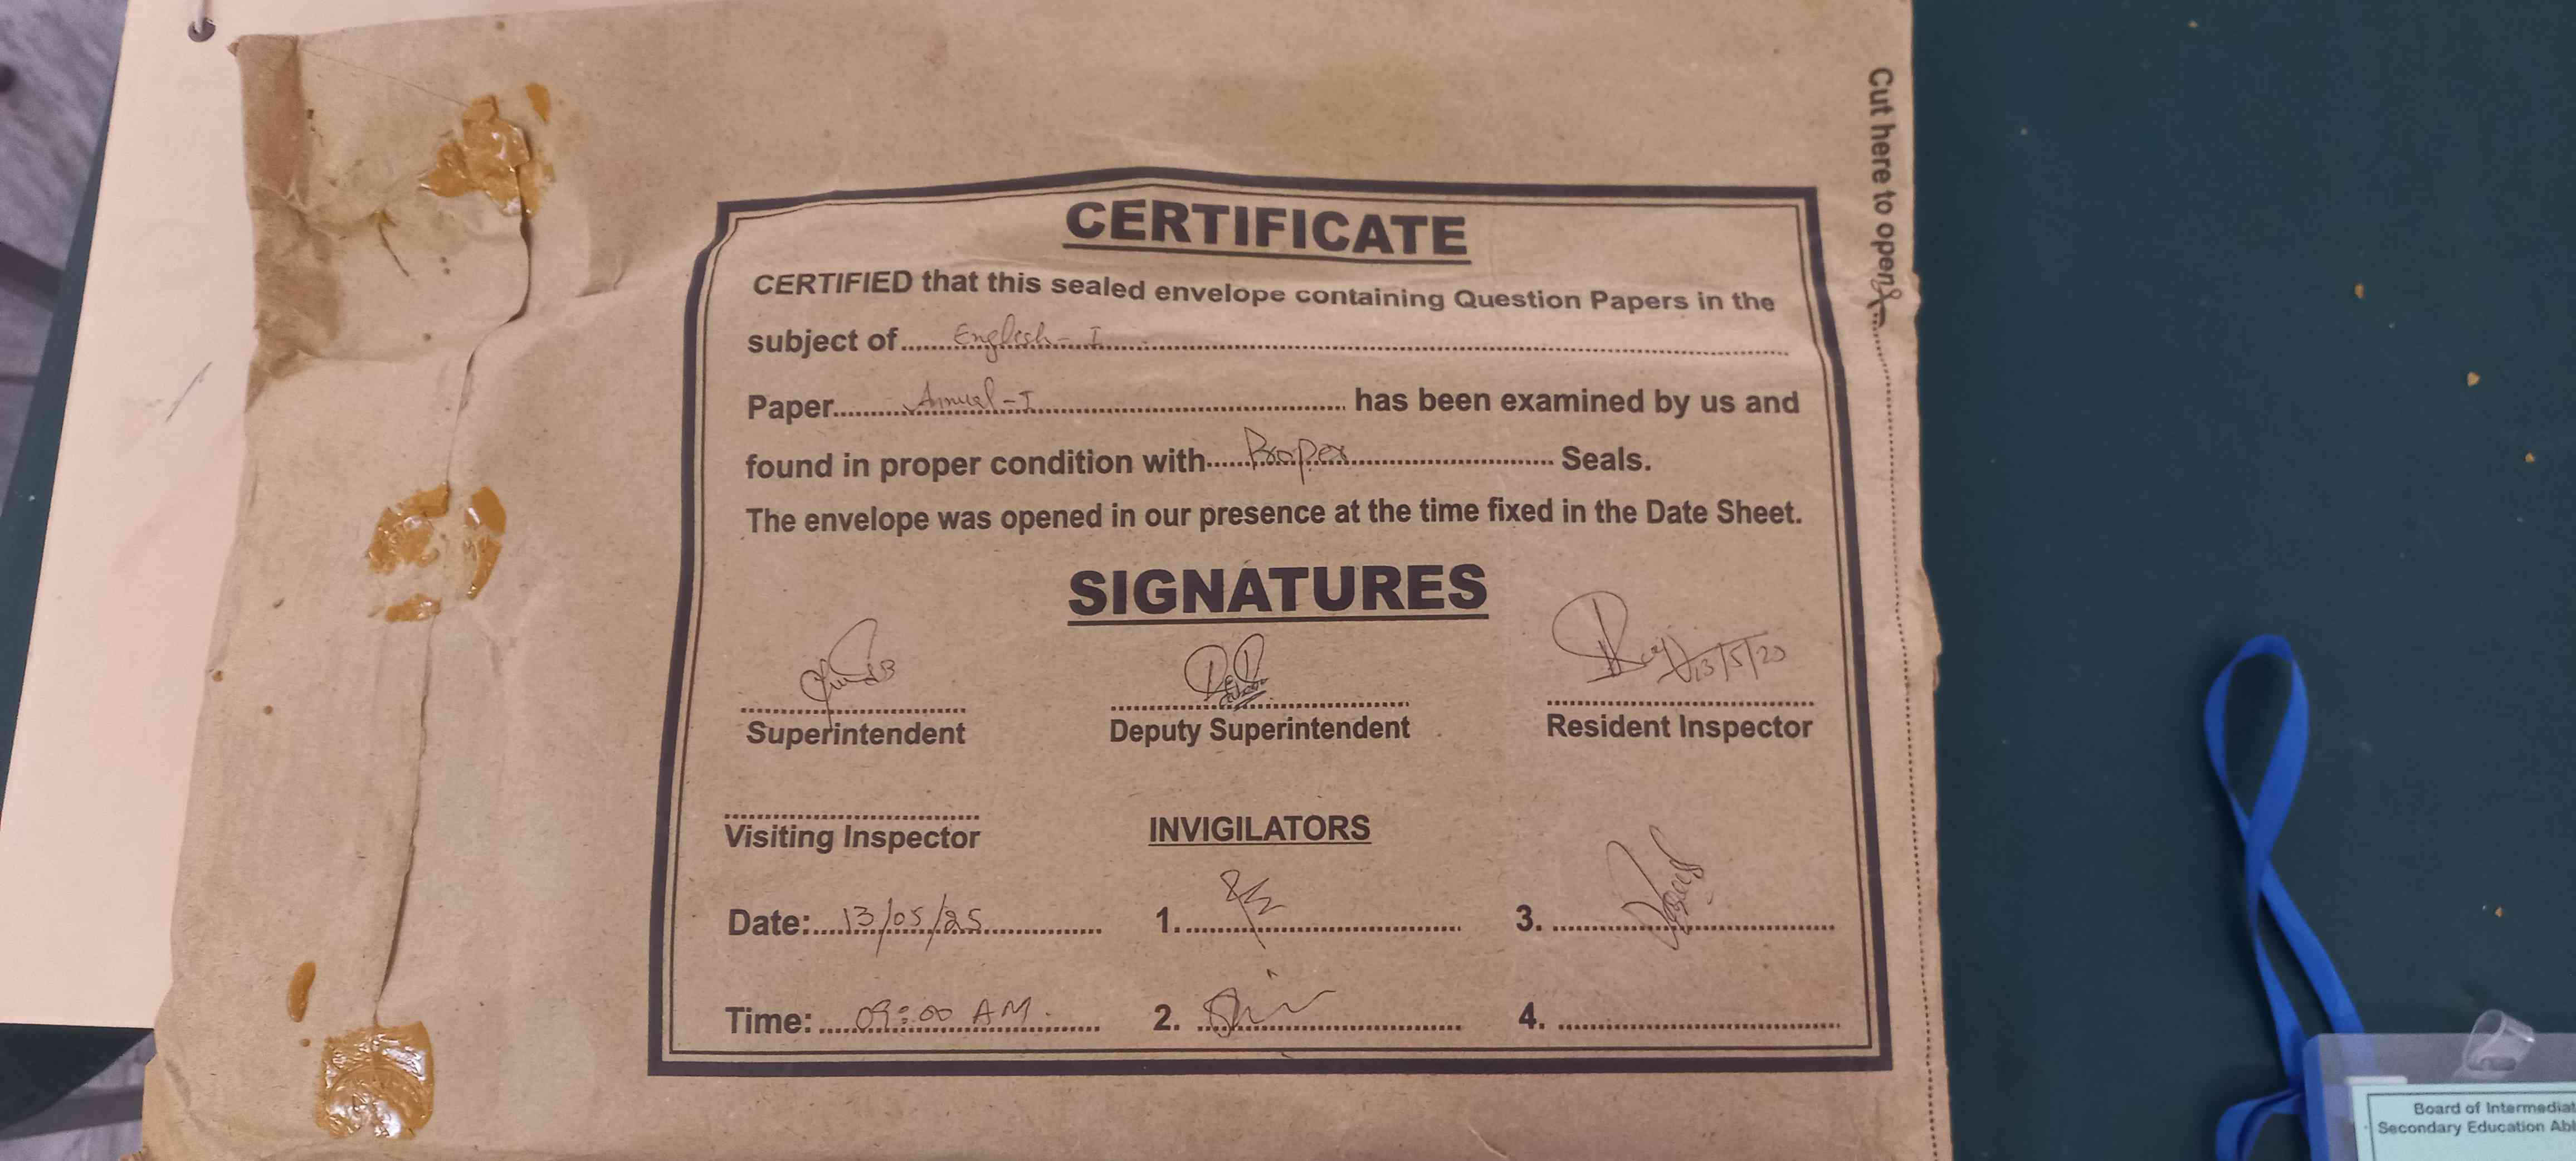 Cut here to open
CERTIFICATE
CERTIFIED that this sealed envelope containing Question Papers in the
subject of English - I
Paper Annual - I has been examined by us and
found in proper condition with Proper Seals.
The envelope was opened in our presence at the time fixed in the Date Sheet.
SIGNATURES
13/5/20
Superintendent Deputy Superintendent Resident Inspector
Visiting Inspector INVIGILATORS
Date: 13/05/25 1. 3.
Time: 09:00 AM. 2. 4.
Board of Intermediat
Secondary Education Ab